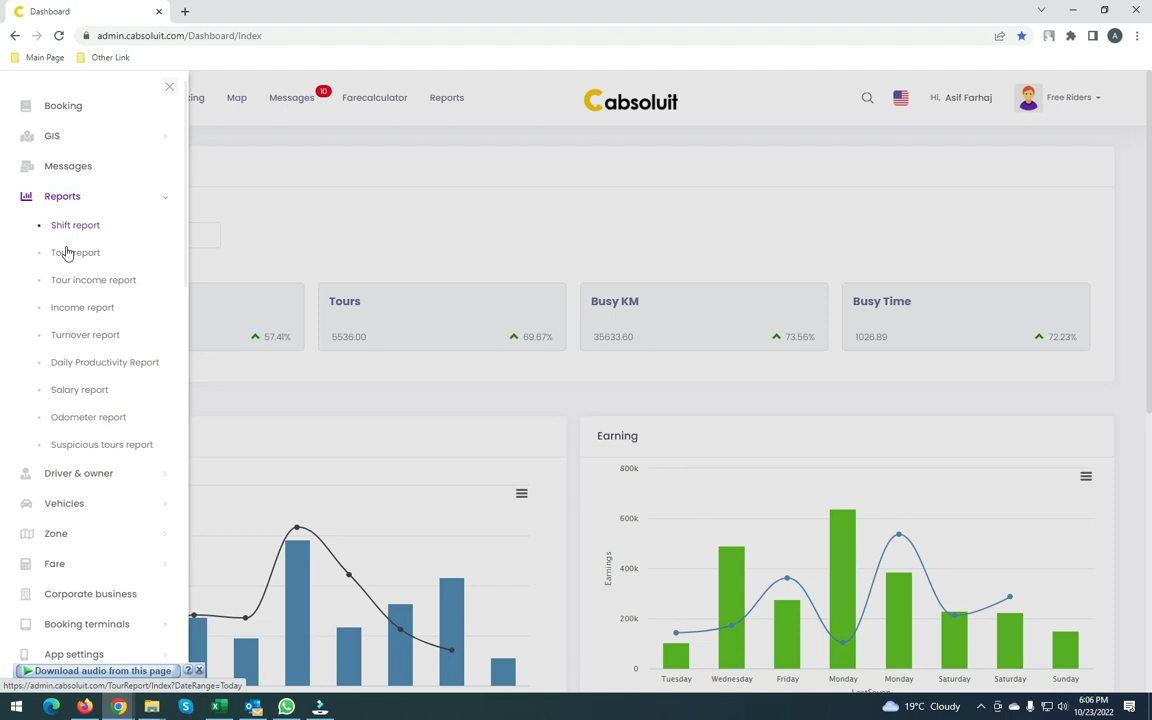 Dashboard
admin.cabsoluit.com/Dashboard/Index
A
Main Page
Other Link
king
Map
Messages
10
Farecalculator
Reports
Cabsoluit
Hi, Asif Farhaj
Free Riders
Booking
GIS
Messages
Reports
Shift report
Tour report
Tour income report
Income report
Turnover report
Daily Productivity Report
Salary report
Odometer report
Suspicious tours report
Driver & owner
Vehicles
Zone
Fare
Corporate business
Booking terminals
App settings
57.41%
Tours
5536.00
69.67%
Busy KM
35633.60
73.56%
Busy Time
1026.89
72.23%
Earning
800k
600k
400k
200k
0
Earnings
Tuesday
Wednesday
Friday
Monday
Monday
Saturday
Saturday
Sunday
Download audio from this page
? X
https://admin.cabsoluit.com/TourReport/Index?DateRange=Today
19°C Cloudy
6:06 PM
10/23/2022